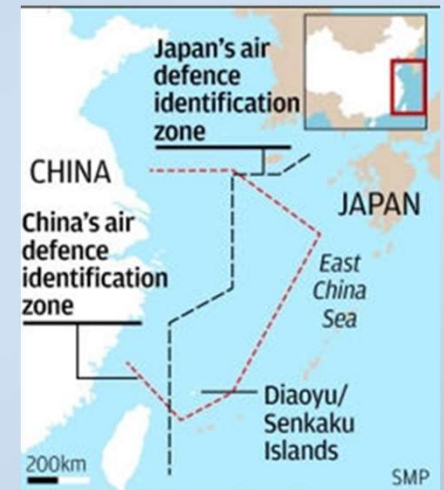 Japan's air
defence
identification
zone
CHINA
JAPAN
China's air
defence
identification
zone
East
China
Sea
Diaoyu/
Senkaku
Islands
200km
SMP